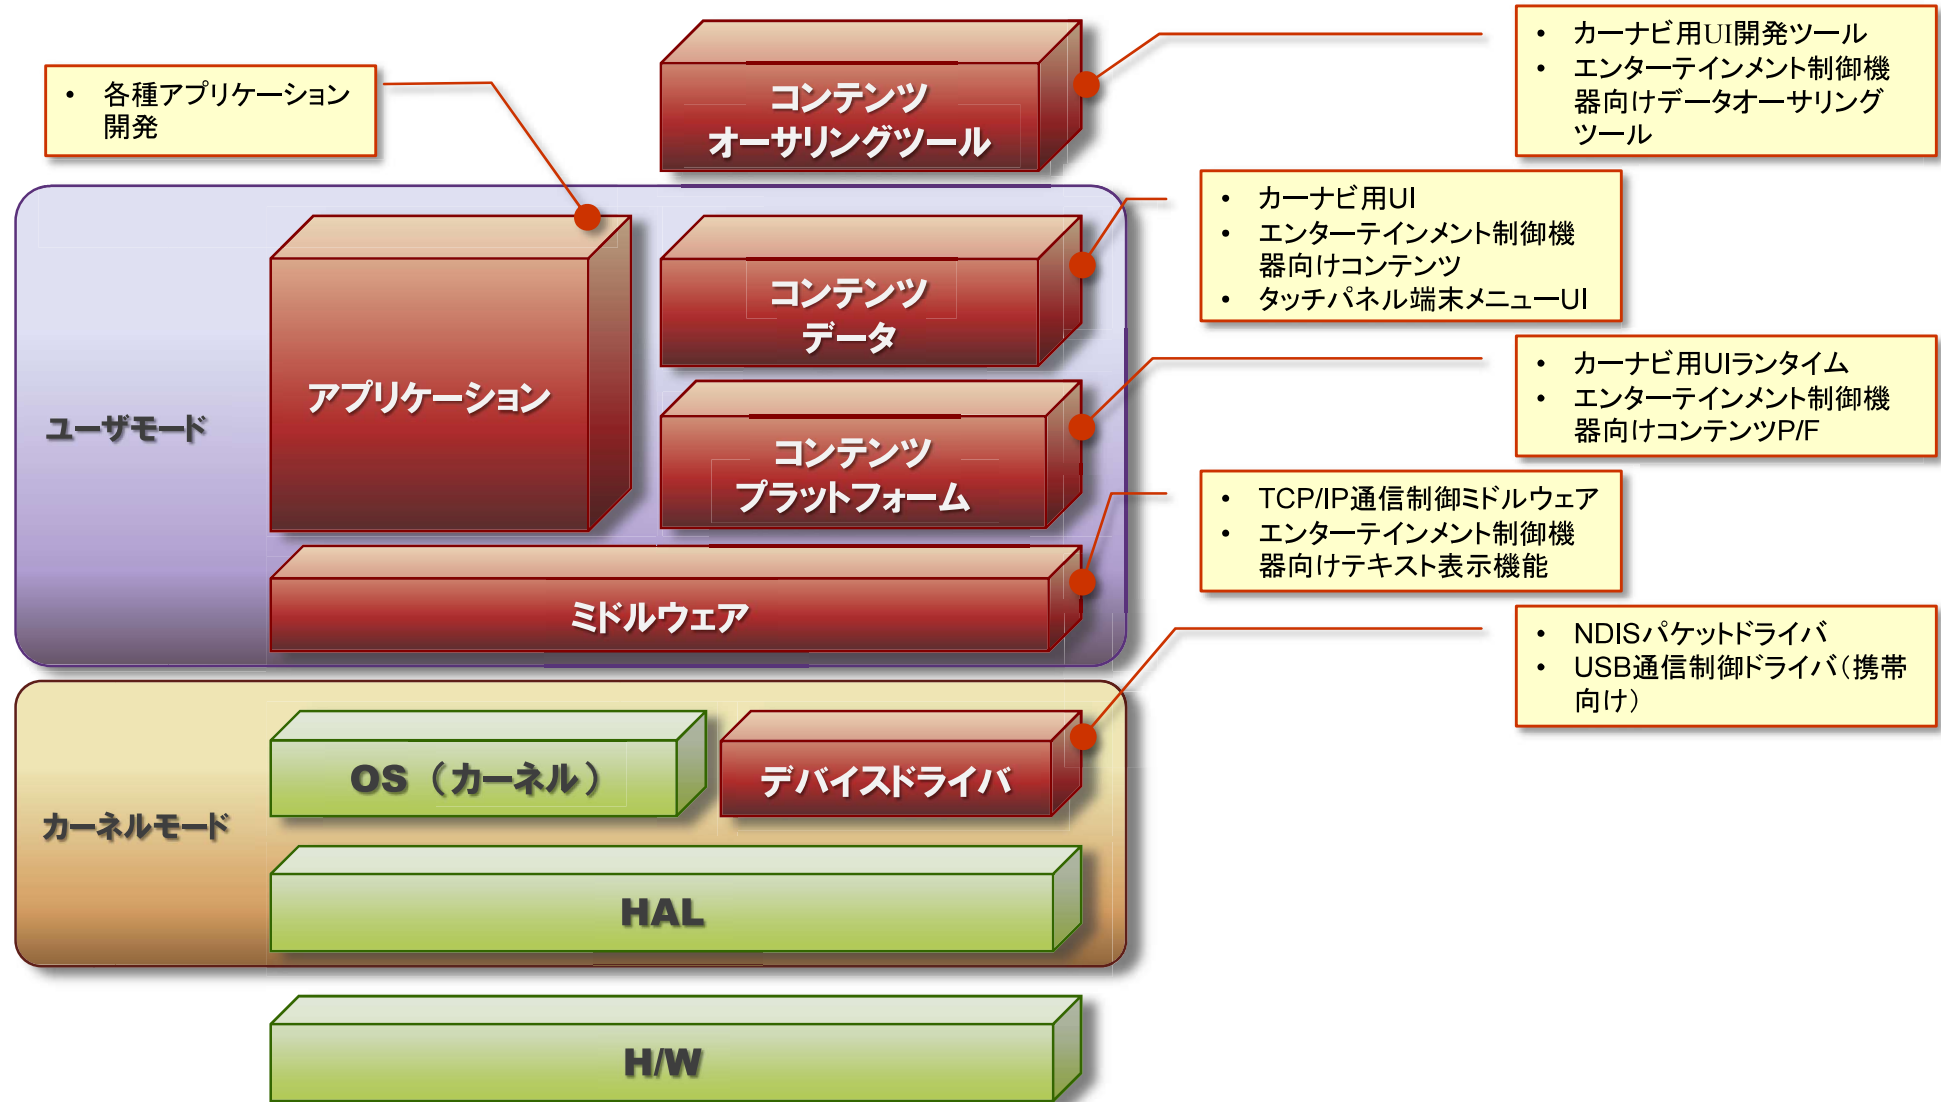 コンテンツ
オーサリングツール
• カーナビ用UI開発ツール
• エンターテインメント制御機
器向けデータオーサリング
ツール
• 各種アプリケーション
開発
ユーザモード
アプリケーション
コンテンツ
データ
• カーナビ用UI
• エンターテインメント制御機
器向けコンテンツ
• タッチパネル端末メニューUI
コンテンツ
プラットフォーム
• カーナビ用UIランタイム
• エンターテインメント制御機
器向けコンテンツP/F
ミドルウェア
• TCP/IP通信制御ミドルウェア
• エンターテインメント制御機
器向けテキスト表示機能
カーネルモード
OS（カーネル）
デバイスドライバ
• NDISパケットドライバ
• USB通信制御ドライバ（携帯
向け）
HAL
H/W